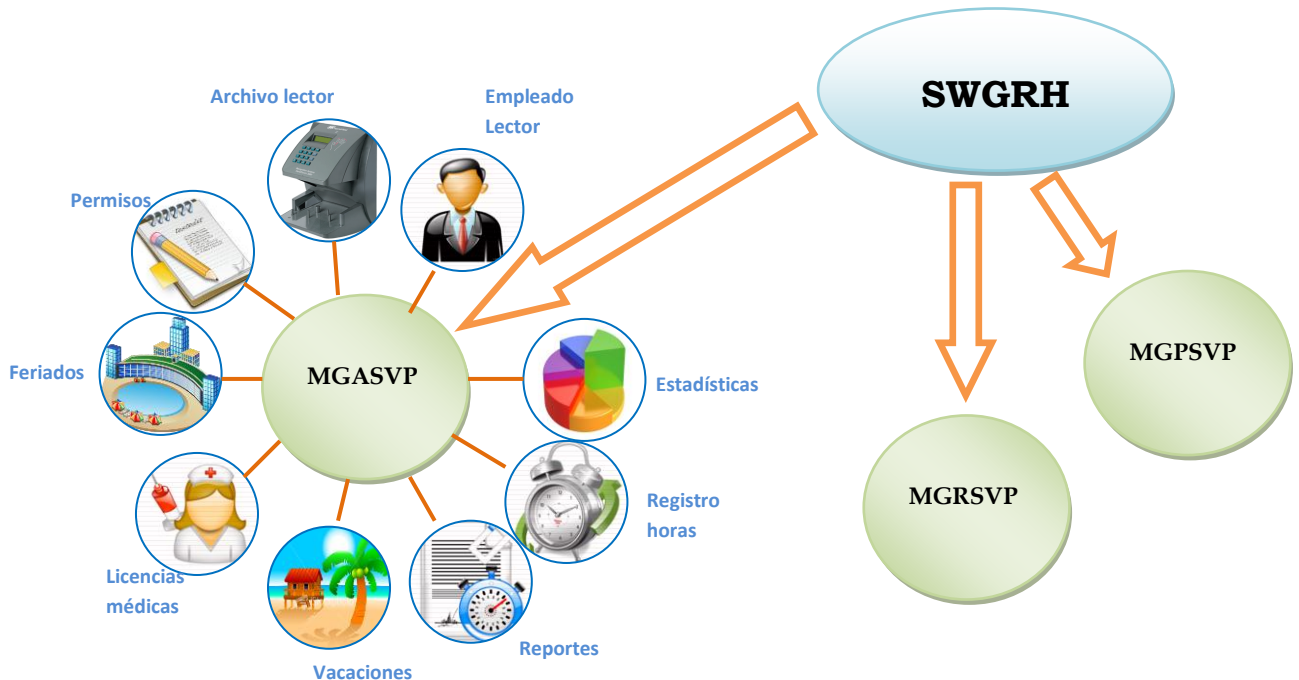 SWGRH
Archivo lector
Empleado
Lector
Permisos
Feriados
MGASVP
Estadísticas
MGPSVP
MGRSVP
Registro
horas
Licencias
médicas
Reportes
Vacaciones